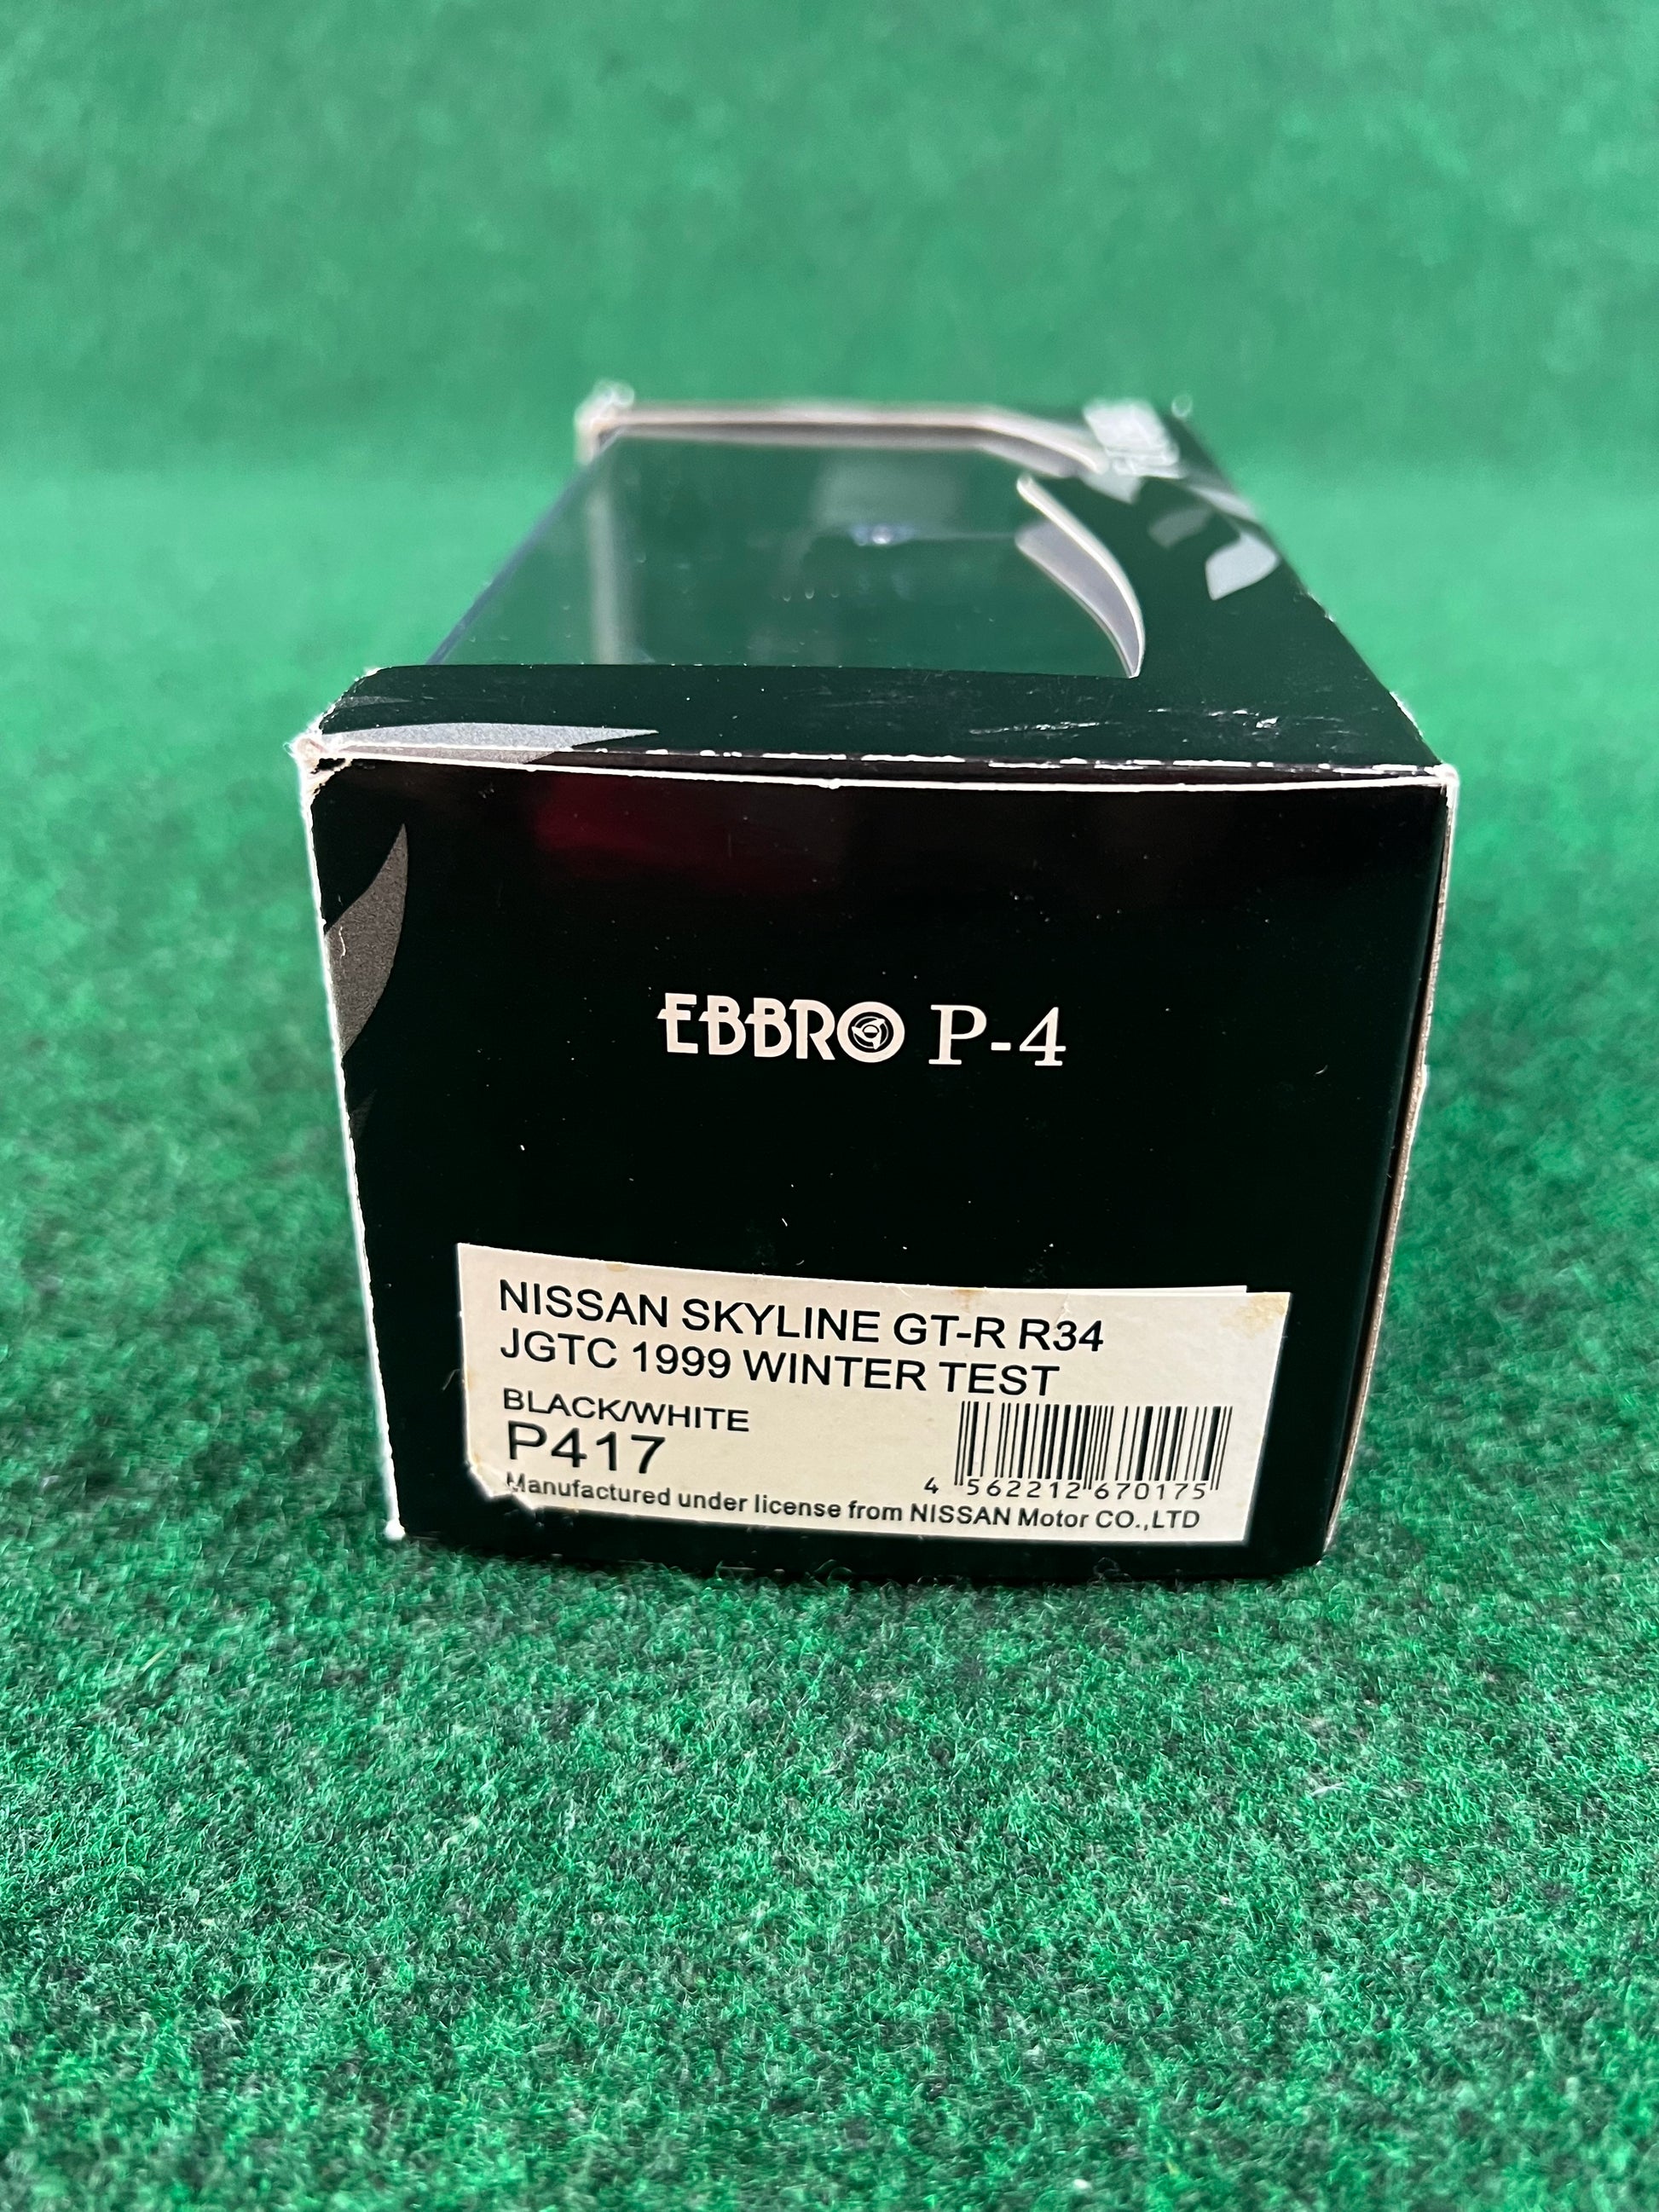 EBBRO P-4
NISSAN SKYLINE GT-R R34
JGTC 1999 WINTER TEST
BLACK/WHITE
P417
4 562212 670175
Manufactured under license from NISSAN Motor CO.,LTD